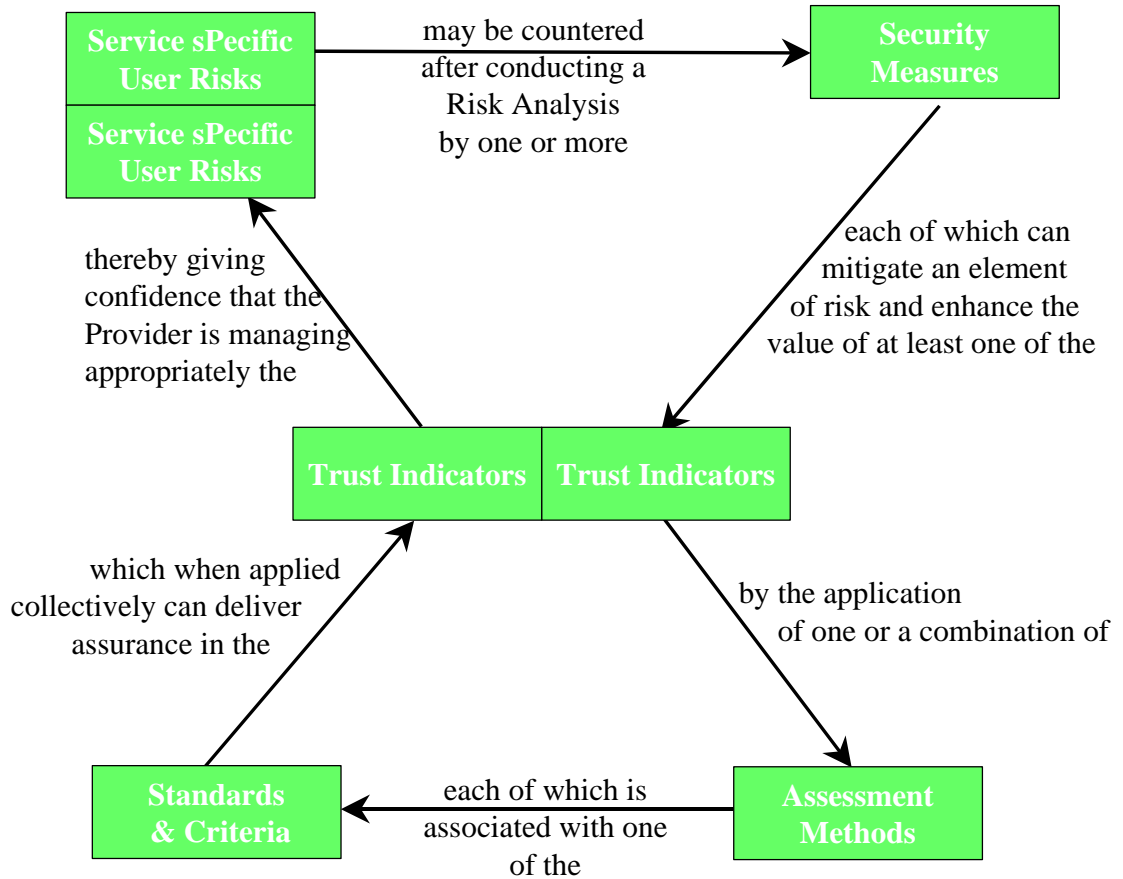 Service sPecific
User Risks
Service sPecific
User Risks
may be countered
after conducting a
Risk Analysis
by one or more
Security
Measures
each of which can
mitigate an element
of risk and enhance the
value of at least one of the
thereby giving
confidence that the
Provider is managing
appropriately the
Trust Indicators
Trust Indicators
which when applied
collectively can deliver
assurance in the
by the application
of one or a combination of
Standards
& Criteria
each of which is
associated with one
of the
Assessment
Methods